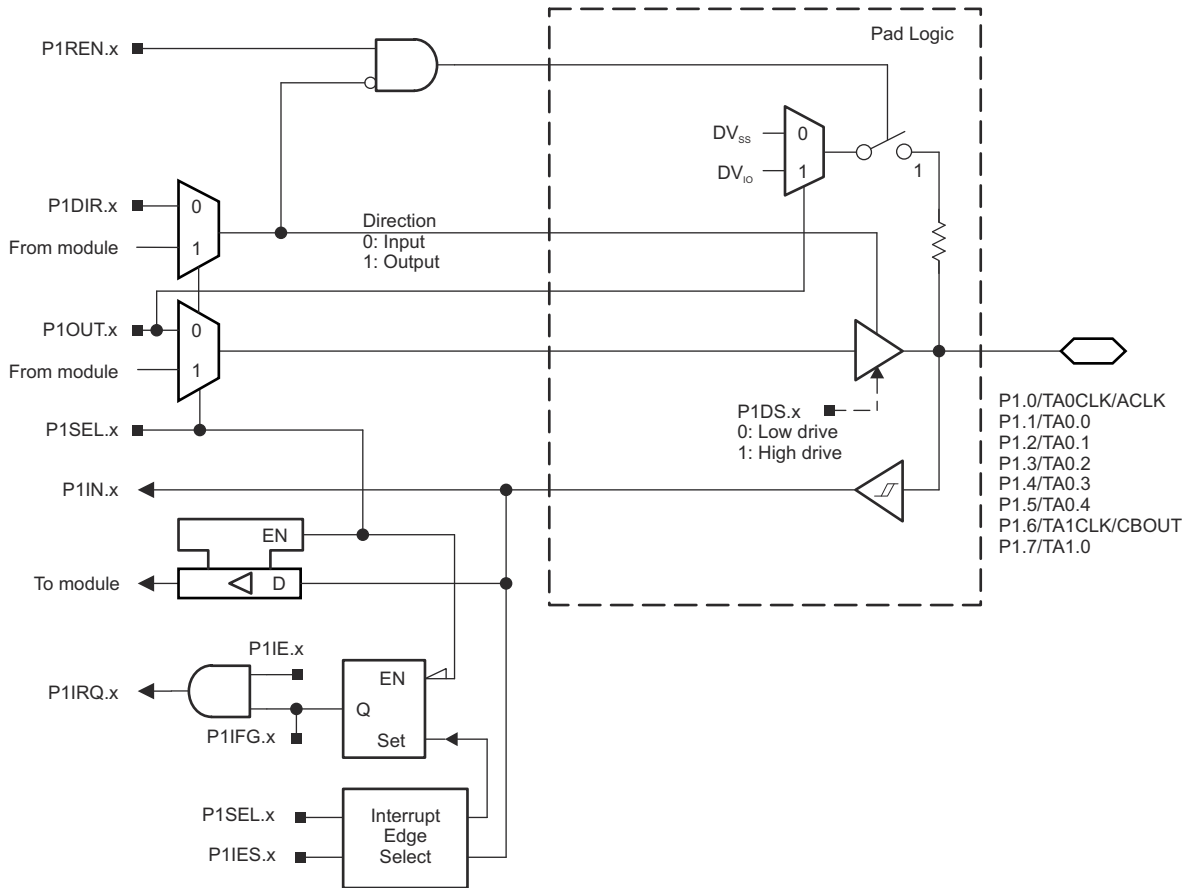 Pad Logic
P1REN.x
DVSS
0
DVIO
1
1
P1DIR.x
0
From module
1
Direction
0: Input
1: Output
P1OUT.x
0
From module
1
P1SEL.x
P1DS.x
0: Low drive
1: High drive
P1.0/TA0CLK/ACLK
P1.1/TA0.0
P1.2/TA0.1
P1.3/TA0.2
P1.4/TA0.3
P1.5/TA0.4
P1.6/TA1CLK/CBOUT
P1.7/TA1.0
P1IN.x
EN
To module
D
P1IE.x
P1IRQ.x
EN
Q
P1IFG.x
Set
P1SEL.x
P1IES.x
Interrupt
Edge
Select